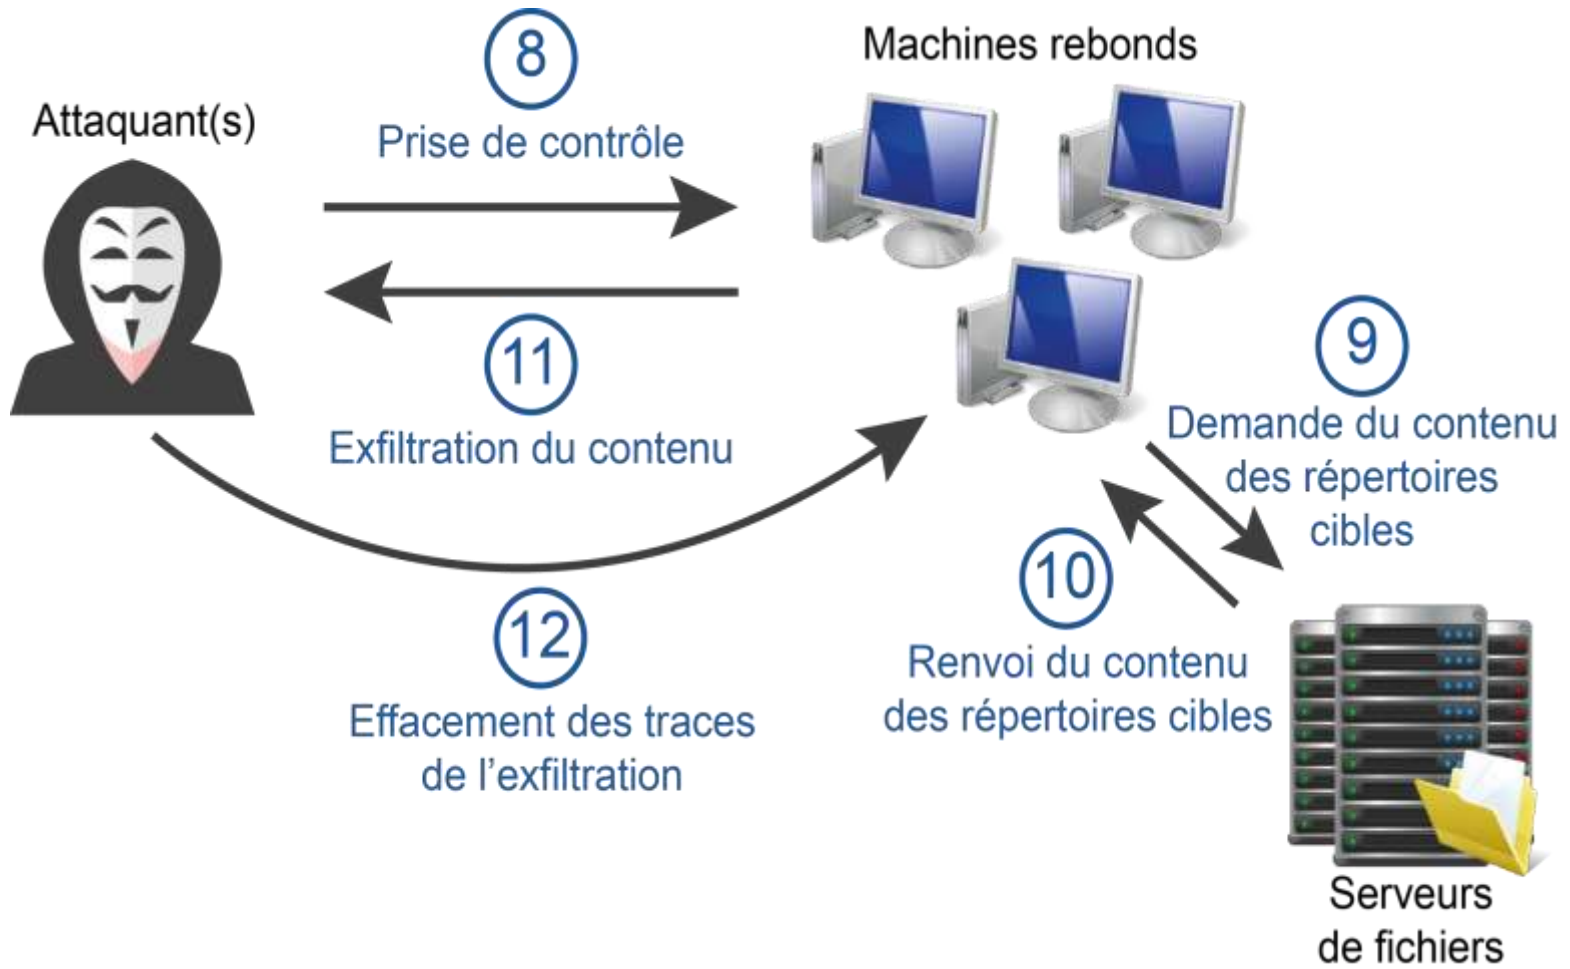 8
Machines rebonds
Attaquant(s)
Prise de contrôle
11
Exfiltration du contenu
9
Demande du contenu
des répertoires
cibles
10
Renvoi du contenu
des répertoires cibles
12
Effacement des traces
de l'exfiltration
Serveurs
de fichiers